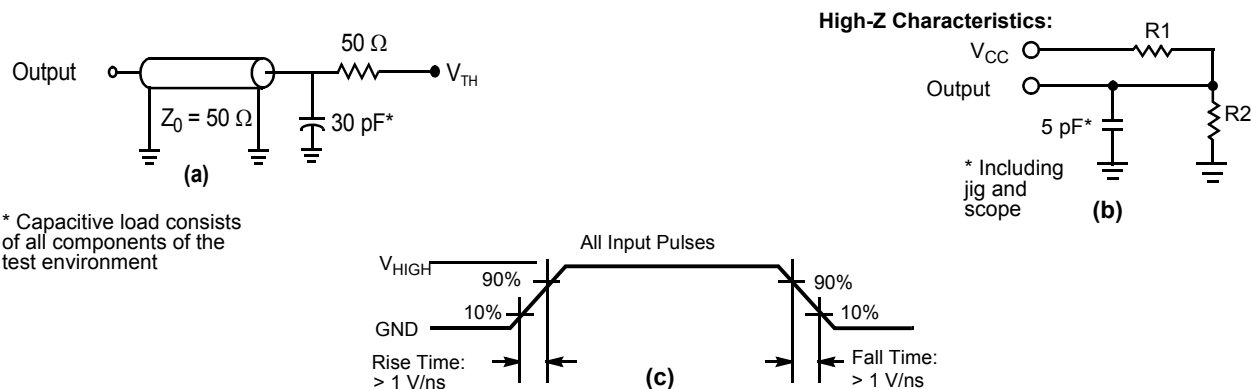 50 Ω
Output
V_TH
Z_0 = 50 Ω
30 pF*
(a)
* Capacitive load consists
of all components of the
test environment
High-Z Characteristics:
R1
V_CC
Output
R2
5 pF*
* Including
jig and
scope
(b)
All Input Pulses
V_HIGH
90%
90%
10%
10%
GND
Rise Time:
> 1 V/ns
(c)
Fall Time:
> 1 V/ns